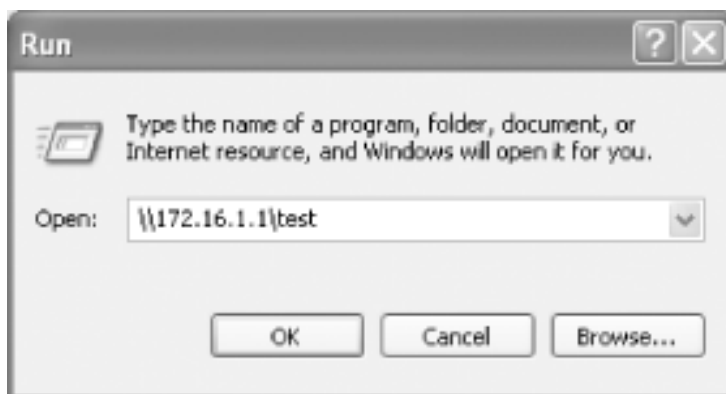 Run
Type the name of a program, folder, document, or
Internet resource, and Windows will open it for you.
Open: \\172.16.1.1\test
OK Cancel Browse...